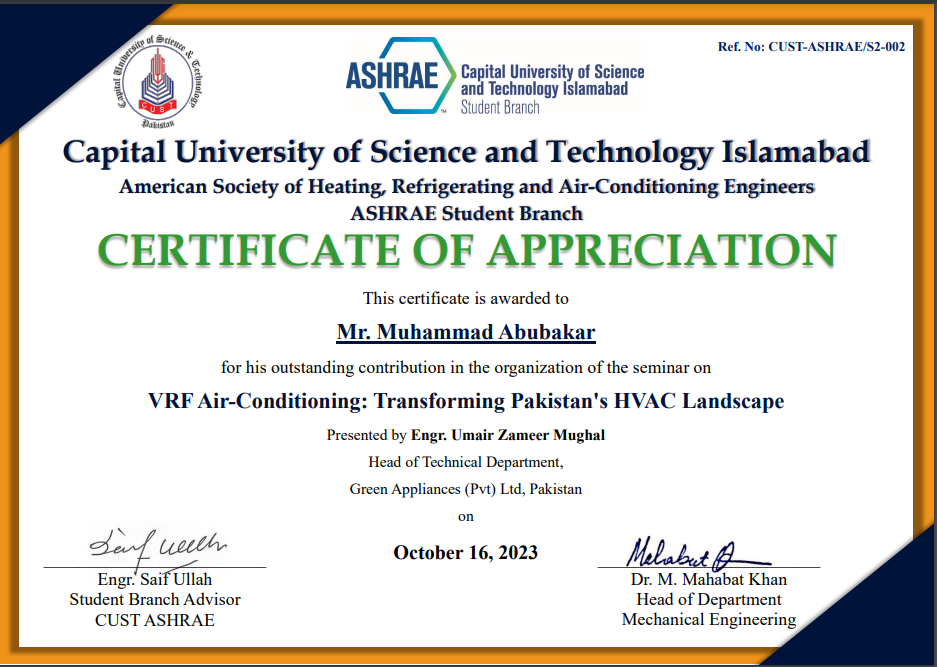 Capital University of Science & Technology
CUST
Pakistan
ASHRAE
Capital University of Science
and Technology Islamabad
Student Branch
Ref. No: CUST-ASHRAE/S2-002
Capital University of Science and Technology Islamabad
American Society of Heating, Refrigerating and Air-Conditioning Engineers
ASHRAE Student Branch
CERTIFICATE OF APPRECIATION
This certificate is awarded to
Mr. Muhammad Abubakar
for his outstanding contribution in the organization of the seminar on
VRF Air-Conditioning: Transforming Pakistan's HVAC Landscape
Presented by Engr. Umair Zameer Mughal
Head of Technical Department,
Green Appliances (Pvt) Ltd, Pakistan
on
October 16, 2023
Saif Ullah
Engr. Saif Ullah
Student Branch Advisor
CUST ASHRAE
Mahabat
Dr. M. Mahabat Khan
Head of Department
Mechanical Engineering